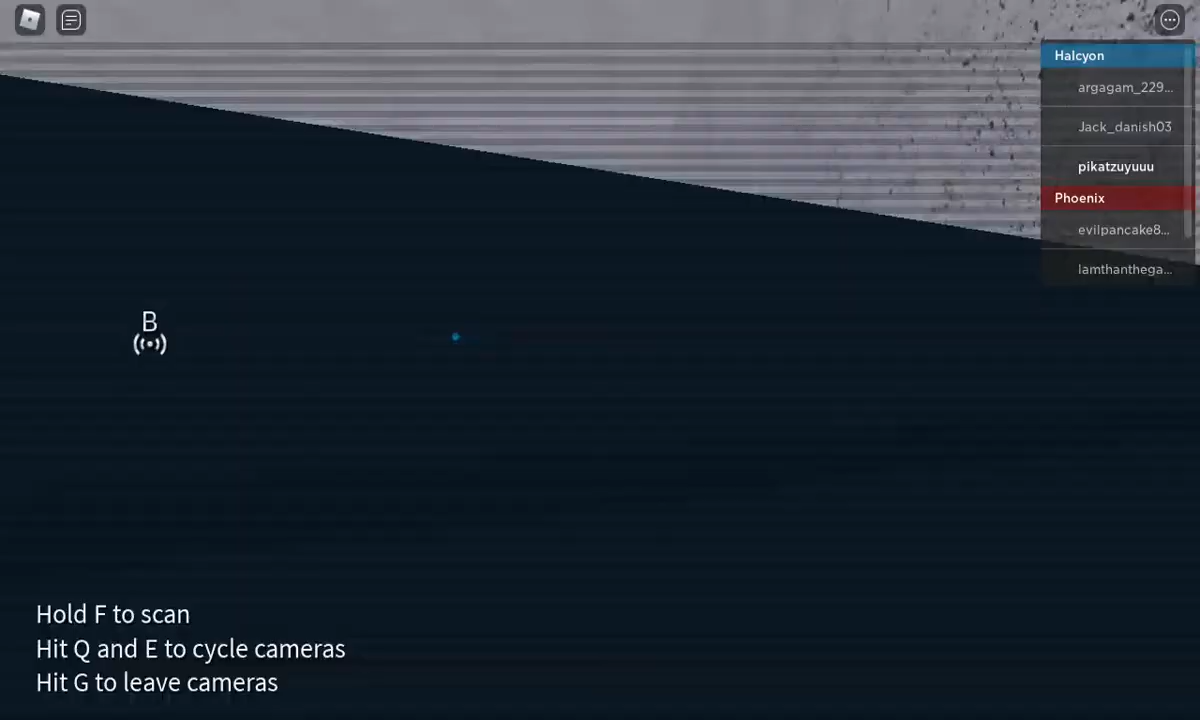 Halcyon
argagam_229...
Jack_danish03
pikatzuyuuu
Phoenix
evilpancake8...
Iamthanthega...
B
Hold F to scan
Hit Q and E to cycle cameras
Hit G to leave cameras